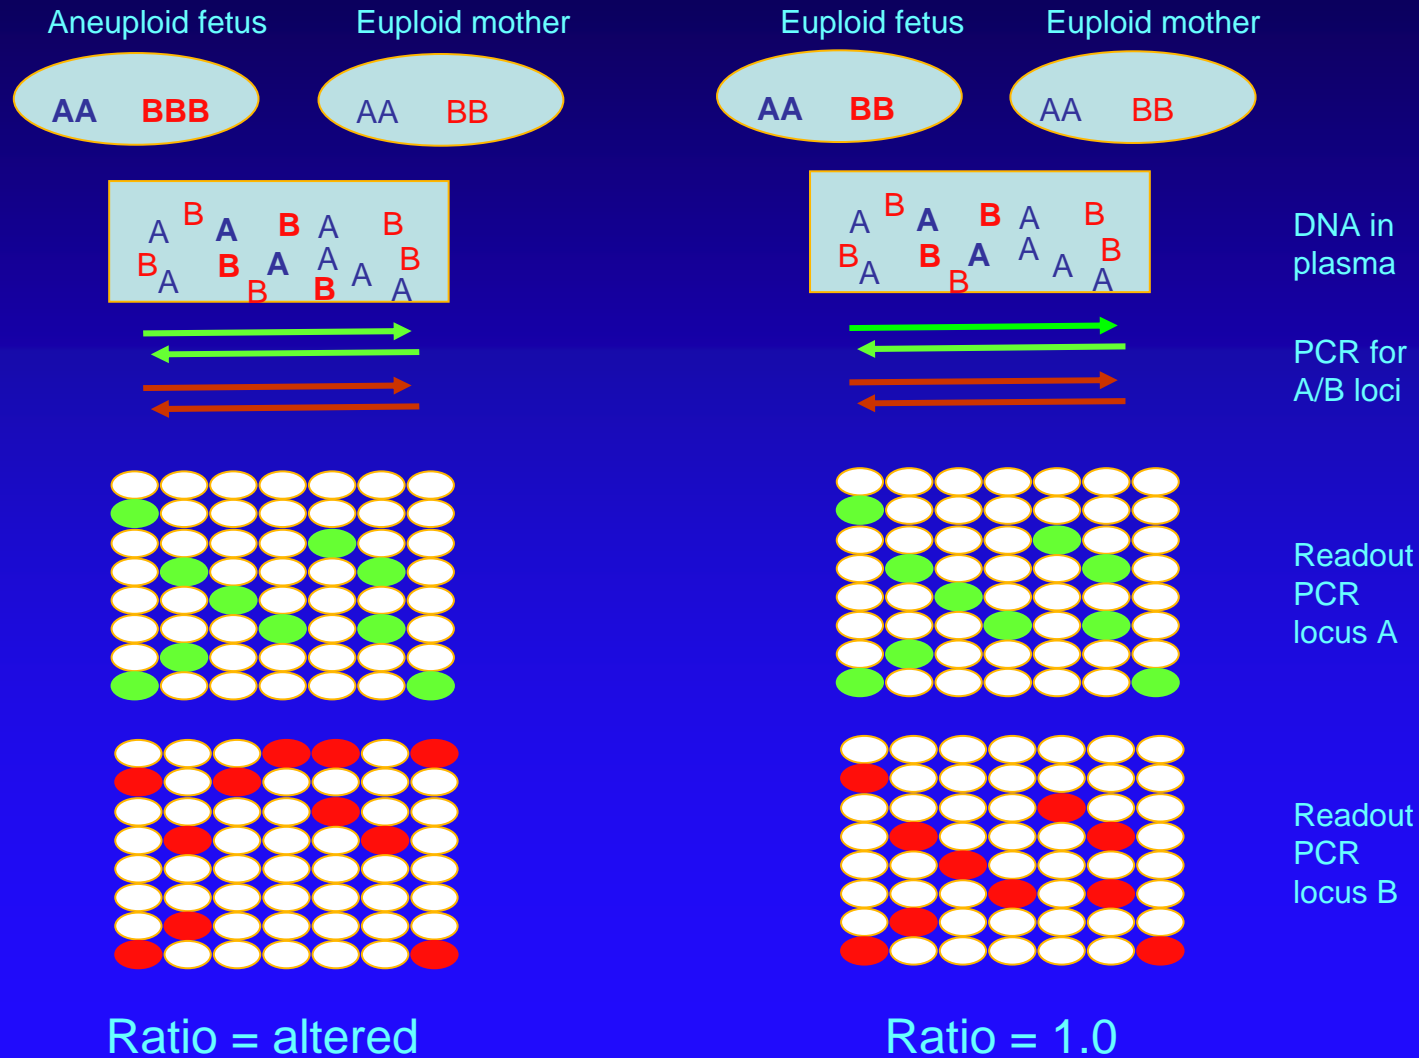 Aneuploid fetus Euploid mother Euploid fetus Euploid mother
AA BBB AA BB AA BB AA BB
A B A B A B A B A B A B
B A B B A A B A A B B A B A A B A A B A
DNA in
plasma
PCR for
A/B loci
Readout
PCR
locus A
Readout
PCR
locus B
Ratio = altered Ratio = 1.0